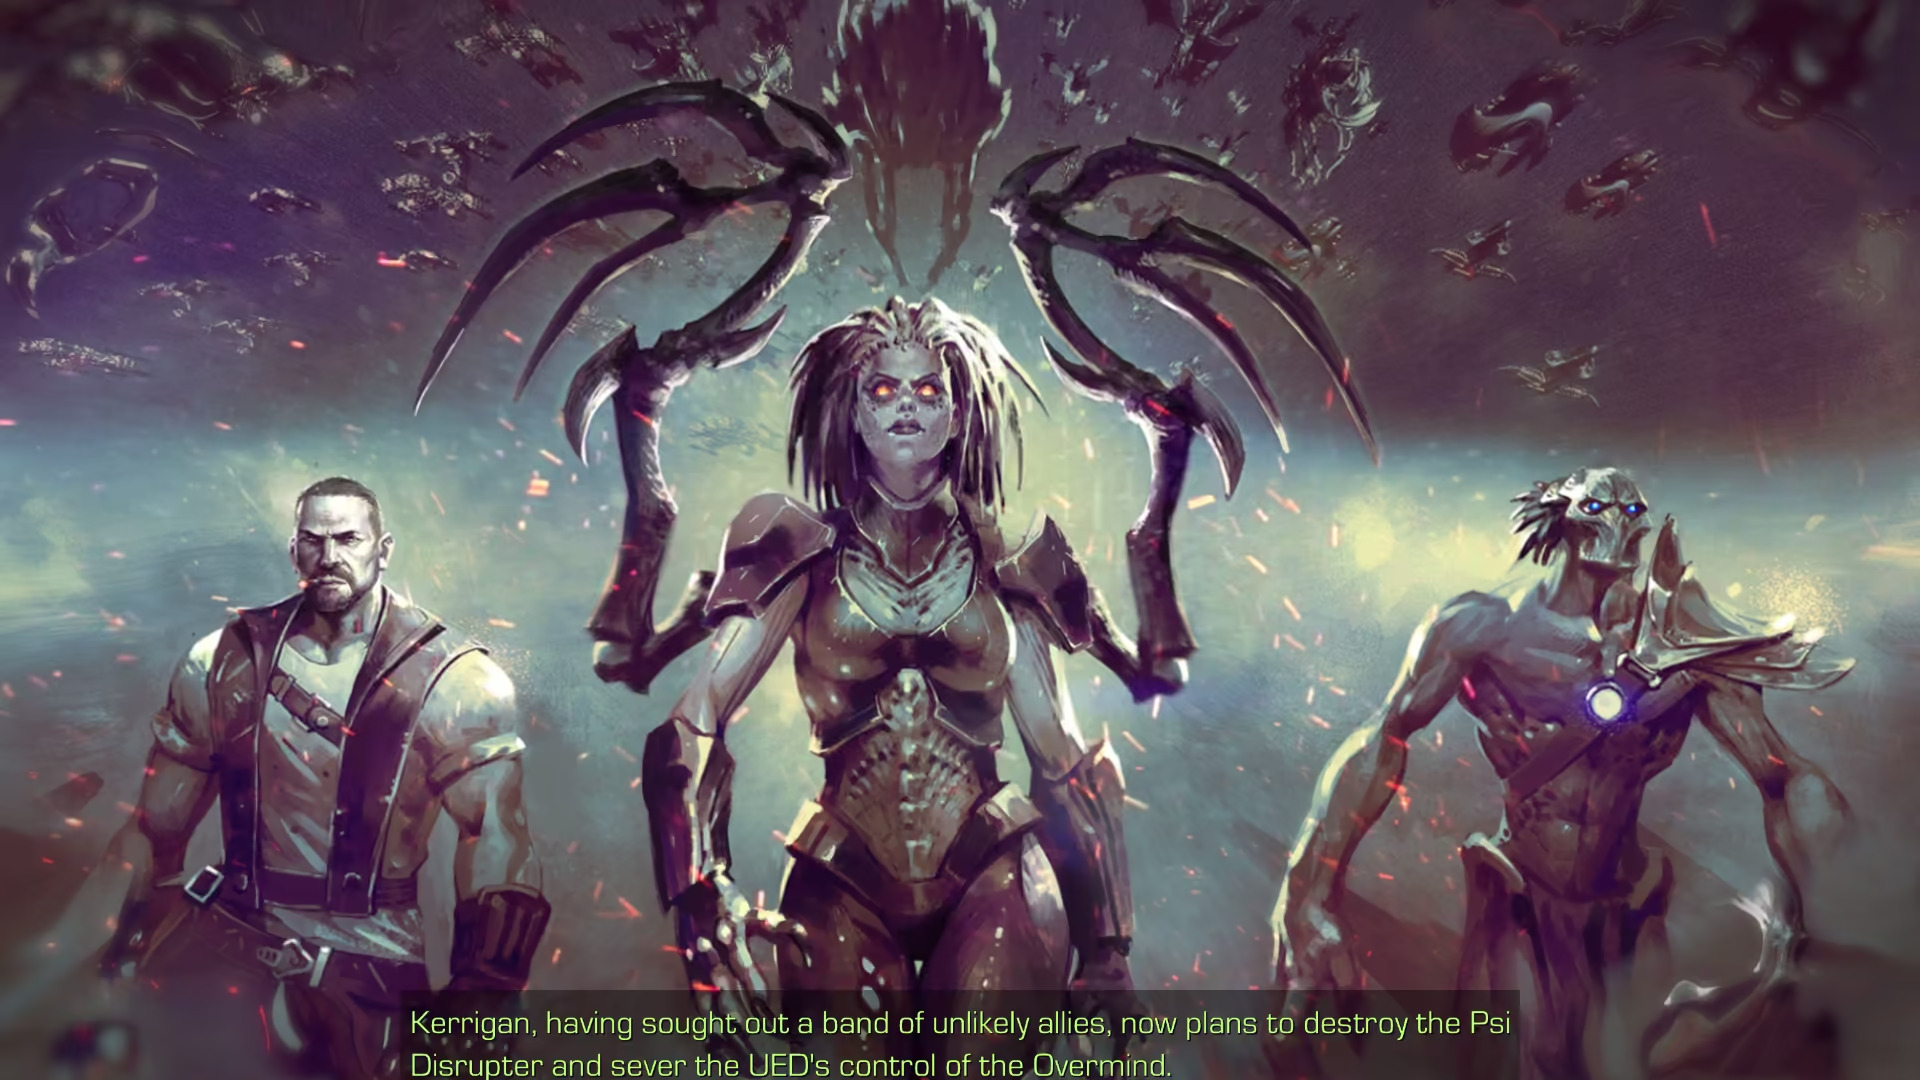 Kerrigan, having sought out a band of unlikely allies, now plans to destroy the Psi
Disrupter and sever the UED's control of the Overmind.